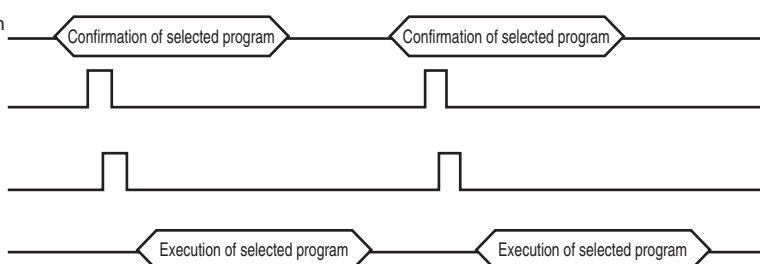 Confirmation of selected program Confirmation of selected program
Execution of selected program Execution of selected program